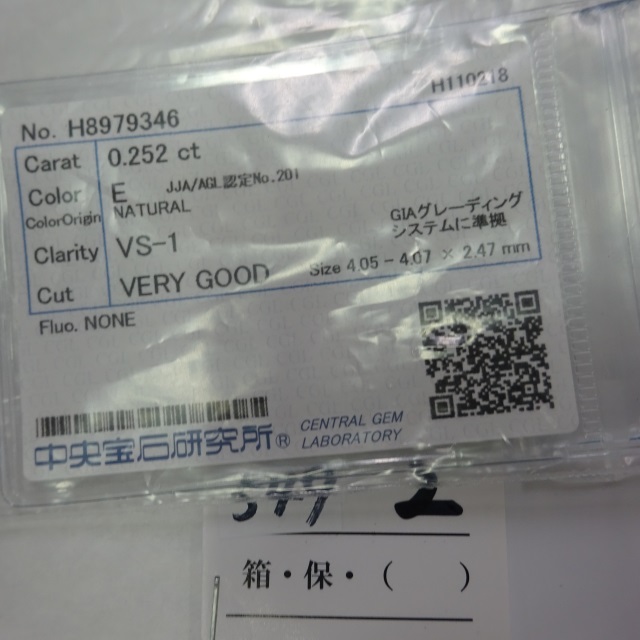 H110218
No. H8979346
Carat 0.252 ct
Color E JJA/AGL認定No.201
ColorOrigin NATURAL
GIAグレーディング
システムに準拠
Clarity VS-1
Cut VERY GOOD Size 4.05 - 4.07 × 2.47 mm
Fluo. NONE
中央宝石研究所® CENTRAL GEM
LABORATORY
2
箱・保・( )